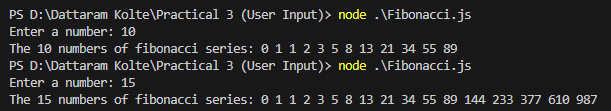 PS D:\Dattaram Kolte\Practical 3 (User Input)> node .\Fibonacci.js
Enter a number: 10
The 10 numbers of fibonacci series: 0 1 1 2 3 5 8 13 21 34 55 89
PS D:\Dattaram Kolte\Practical 3 (User Input)> node .\Fibonacci.js
Enter a number: 15
The 15 numbers of fibonacci series: 0 1 1 2 3 5 8 13 21 34 55 89 144 233 377 610 987